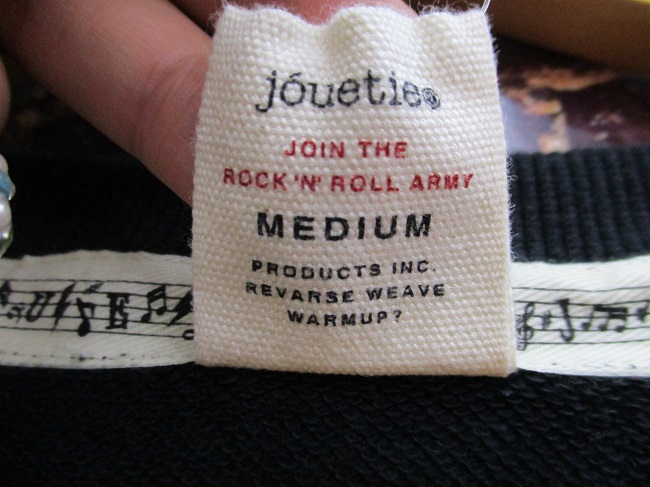 jóuetie®
JOIN THE
ROCK 'N' ROLL ARMY
MEDIUM
PRODUCTS INC.
REVARSE WEAVE
WARMUP?